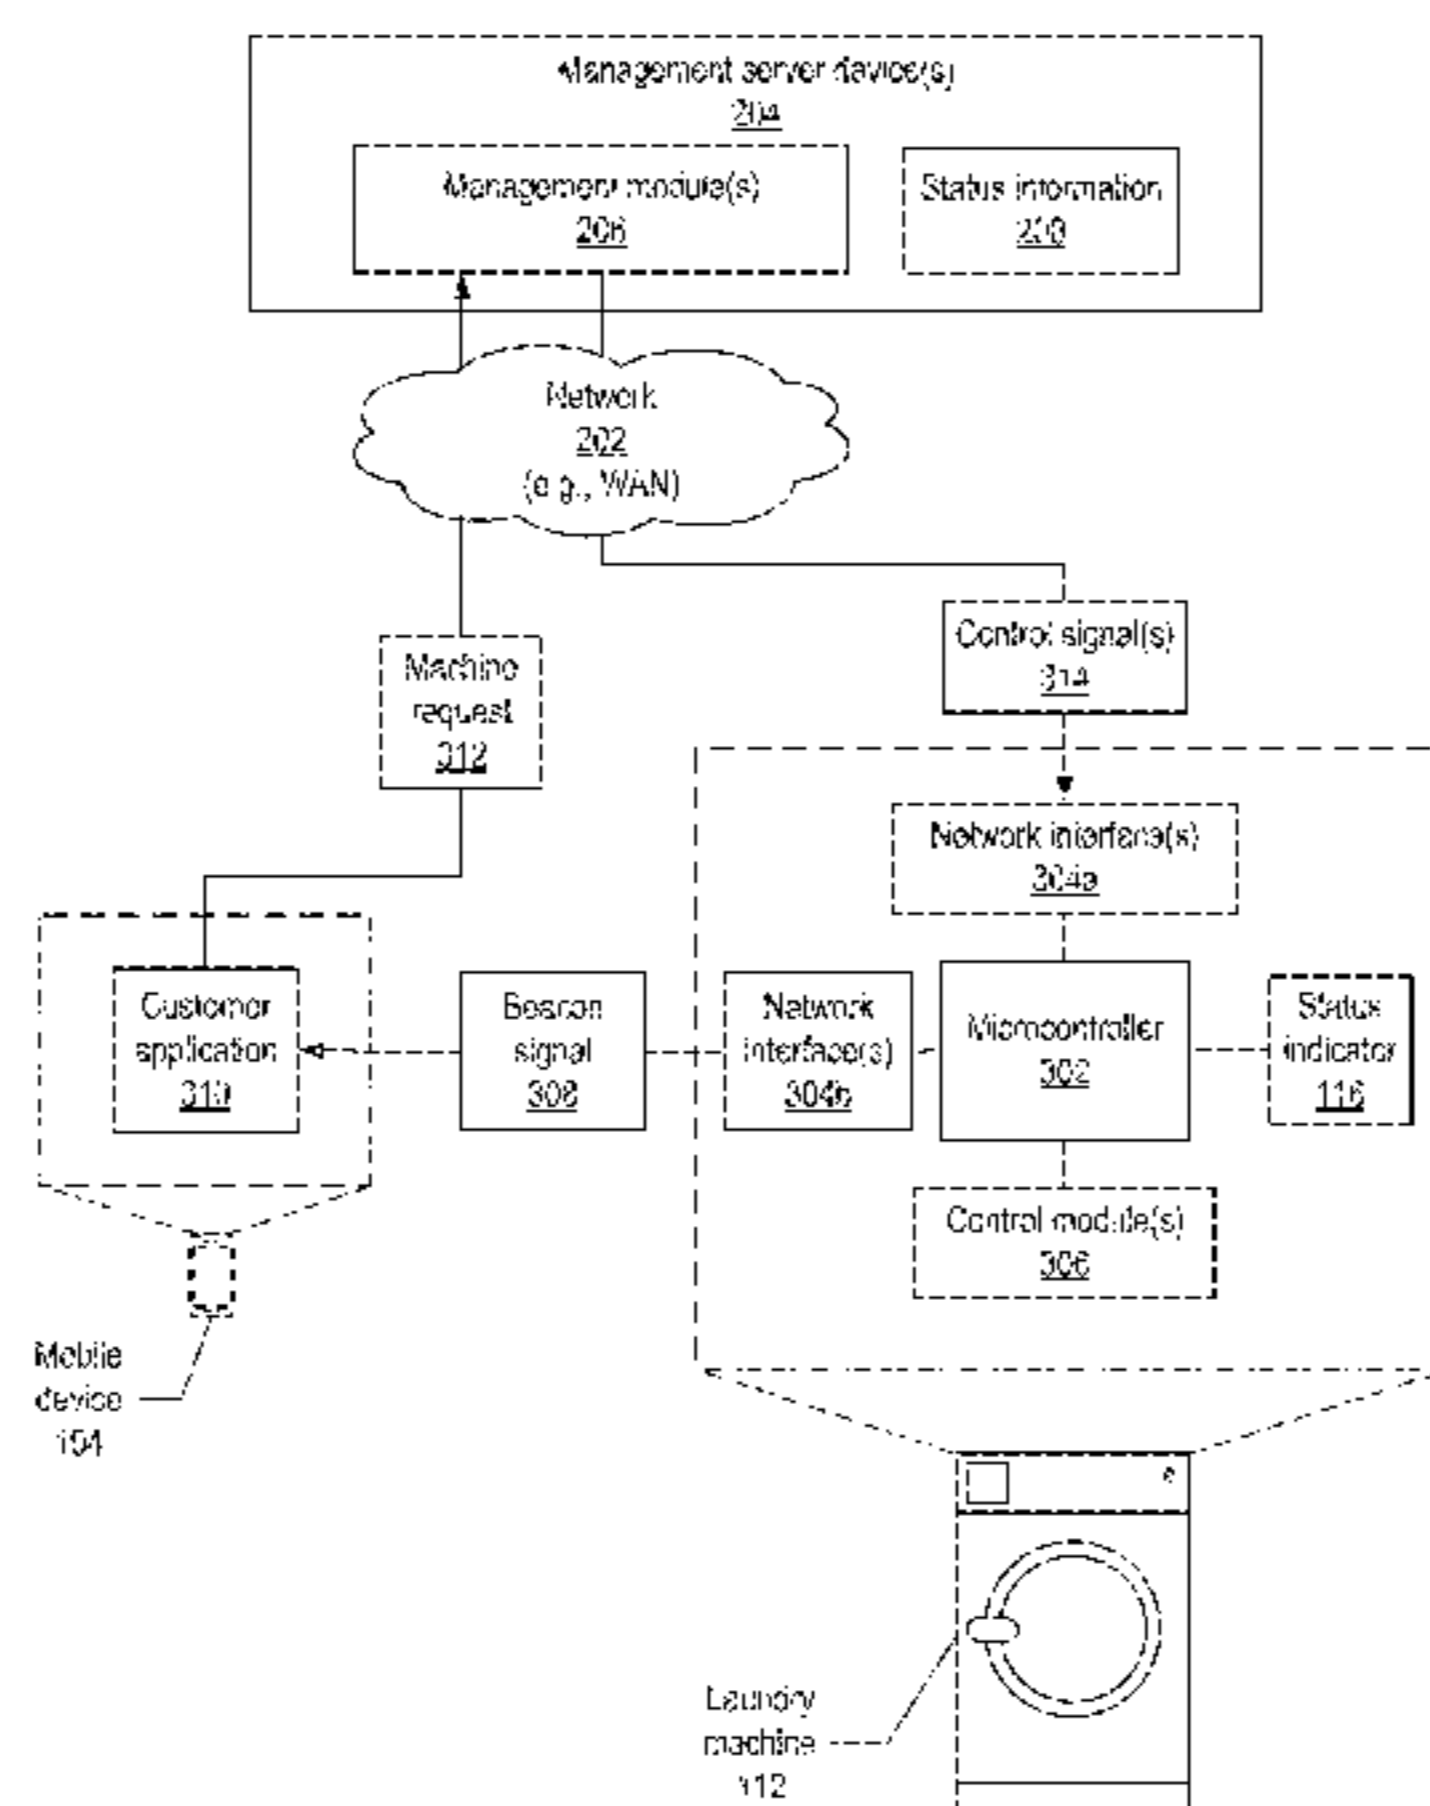 Management server device(s)
204
Management module(s)
206
Status information
208
Network
202
(e.g., WAN)
Control signal(s)
314
Machine
request
312
Network interface(s)
304a
Customer
application
310
Beacon
signal
308
Network
interface(s)
304b
Microcontroller
302
Status
indicator
116
Control module(s)
306
Mobile
device
104
Laundry
machine
112